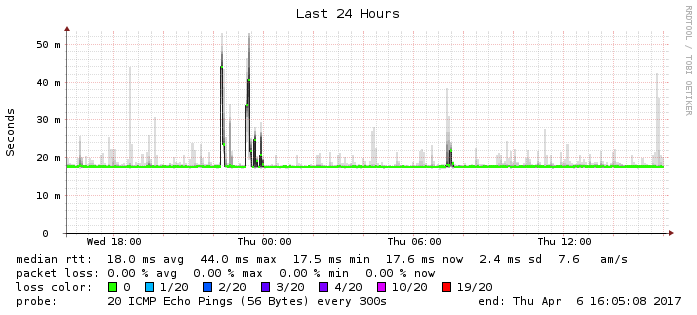 Last 24 Hours
RRDTOOL / TOBI OETIKER
Seconds
50 m
40 m
30 m
20 m
10 m
0
Wed 18:00 Thu 00:00 Thu 06:00 Thu 12:00
median rtt: 18.0 ms avg 44.0 ms max 17.5 ms min 17.6 ms now 2.4 ms sd 7.6 am/s
packet loss: 0.00 % avg 0.00 % max 0.00 % min 0.00 % now
loss color: 0 1/20 2/20 3/20 4/20 10/20 19/20
probe: 20 ICMP Echo Pings (56 Bytes) every 300s end: Thu Apr 6 16:05:08 2017